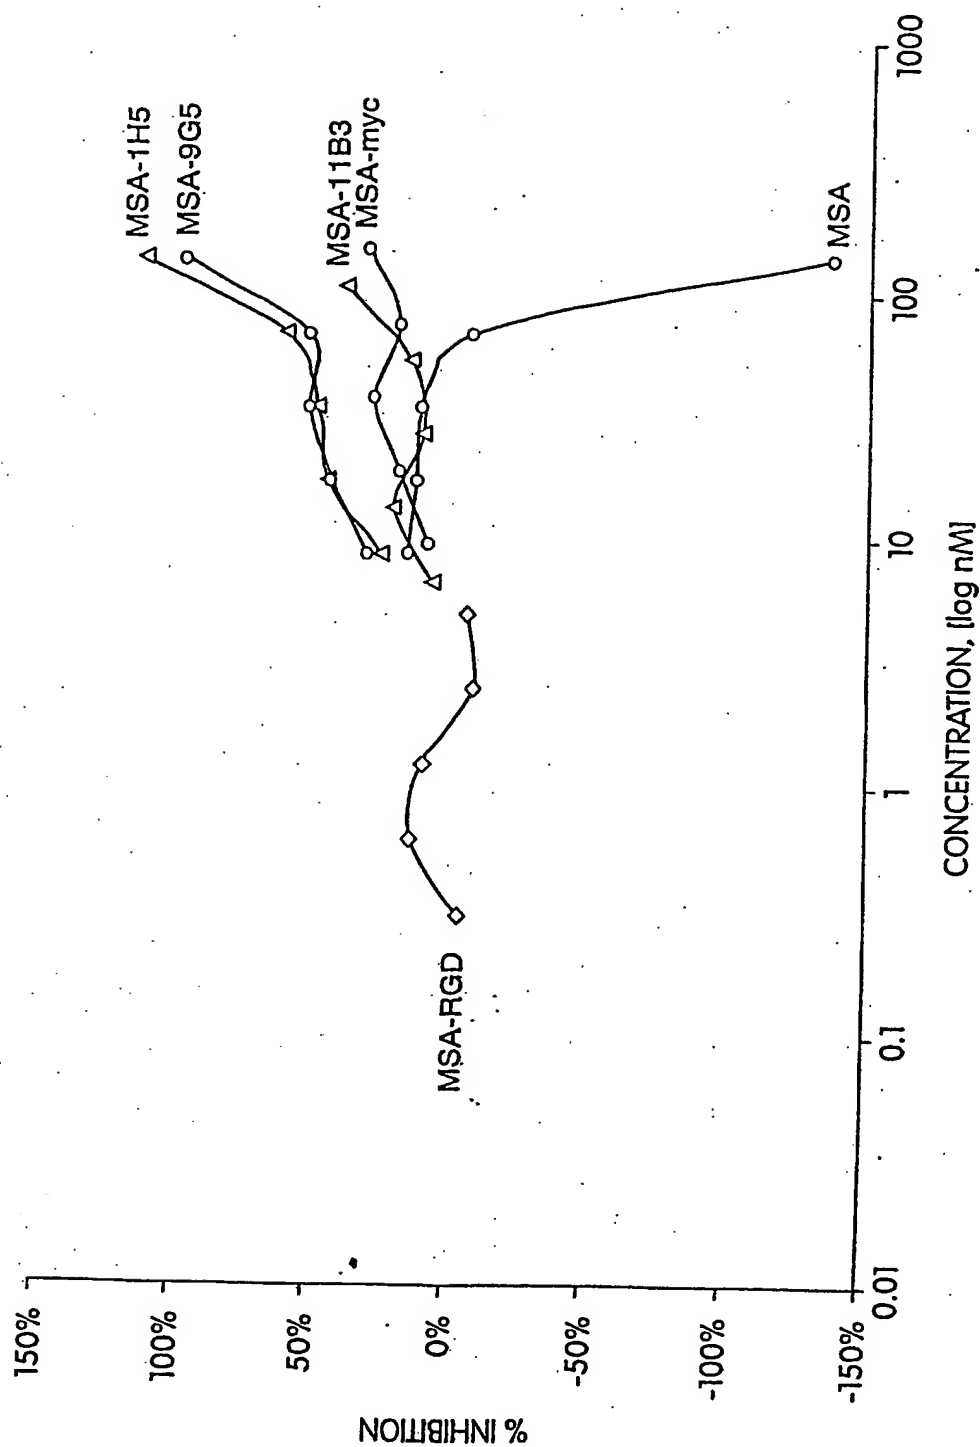 150%
100%
50%
0%
-50%
-100%
-150%
% INHIBITION
MSA-1H5
MSA-9G5
MSA-11B3
MSA-myc
MSA
MSA-RGD
0.01
0.1
1
10
100
1000
CONCENTRATION, [log nM]